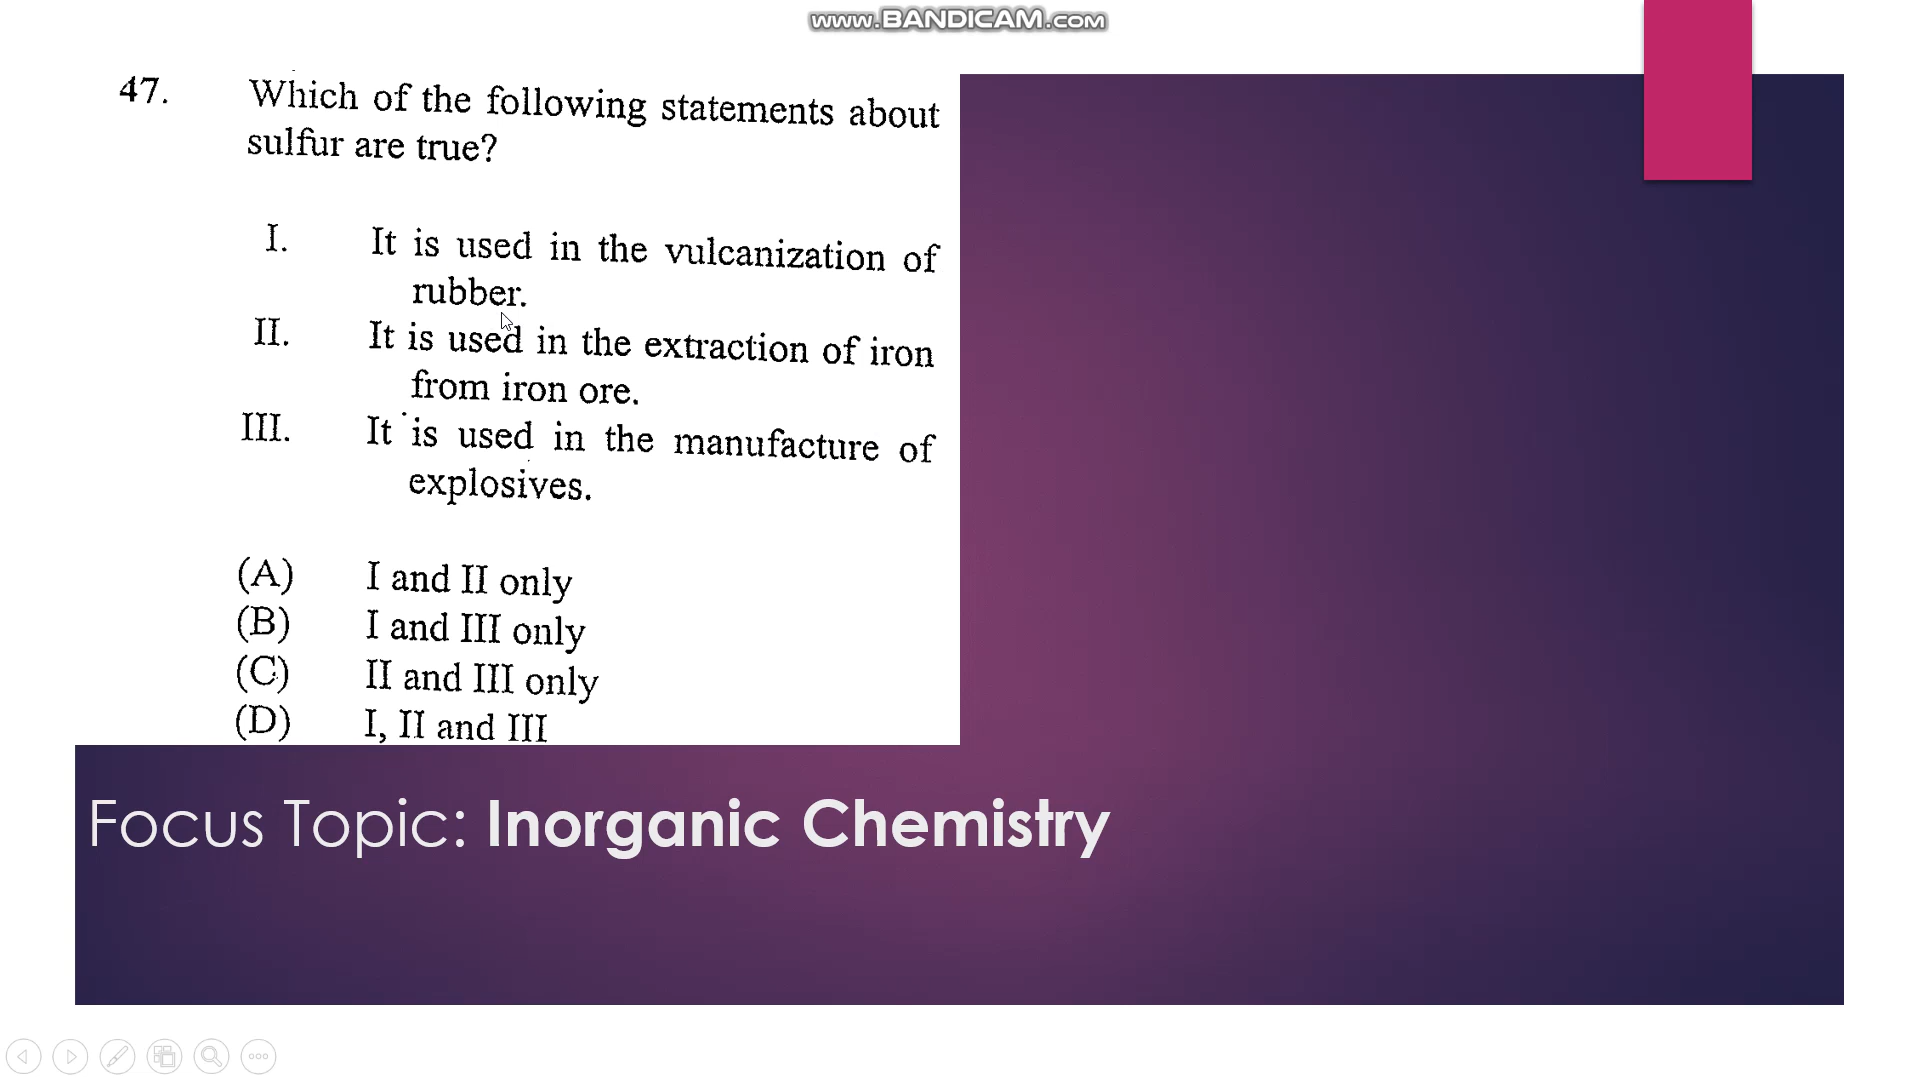 www.BANDICAM.com
47. Which of the following statements about
sulfur are true?
I. It is used in the vulcanization of
rubber.
II. It is used in the extraction of iron
from iron ore.
III. It is used in the manufacture of
explosives.
(A) I and II only
(B) I and III only
(C) II and III only
(D) I, II and III
Focus Topic: Inorganic Chemistry